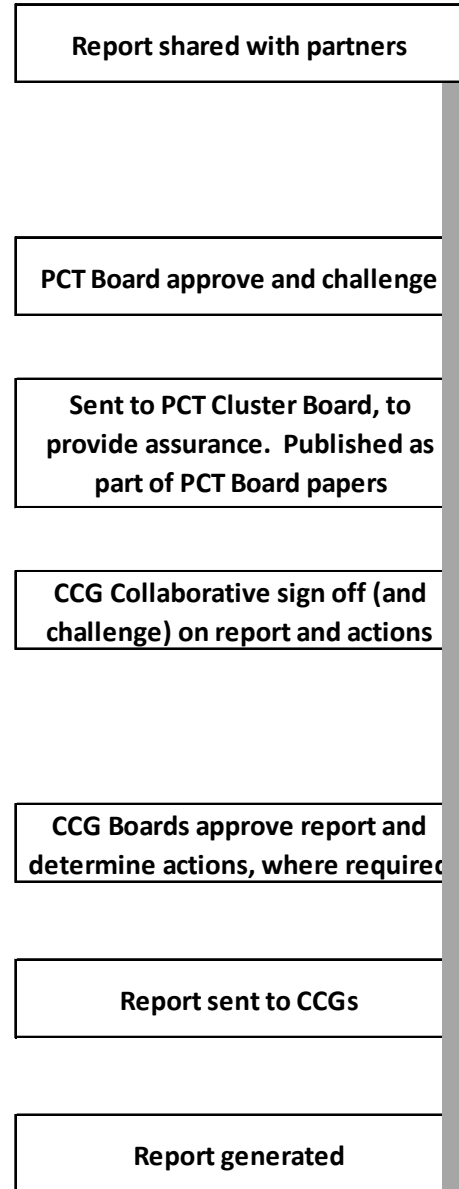 Report shared with partners
PCT Board approve and challenge
Sent to PCT Cluster Board, to
provide assurance.  Published as
part of PCT Board papers
CCG Collaborative sign off (and
challenge) on report and actions
CCG Boards approve report and
determine actions, where required
Report sent to CCGs
Report generated